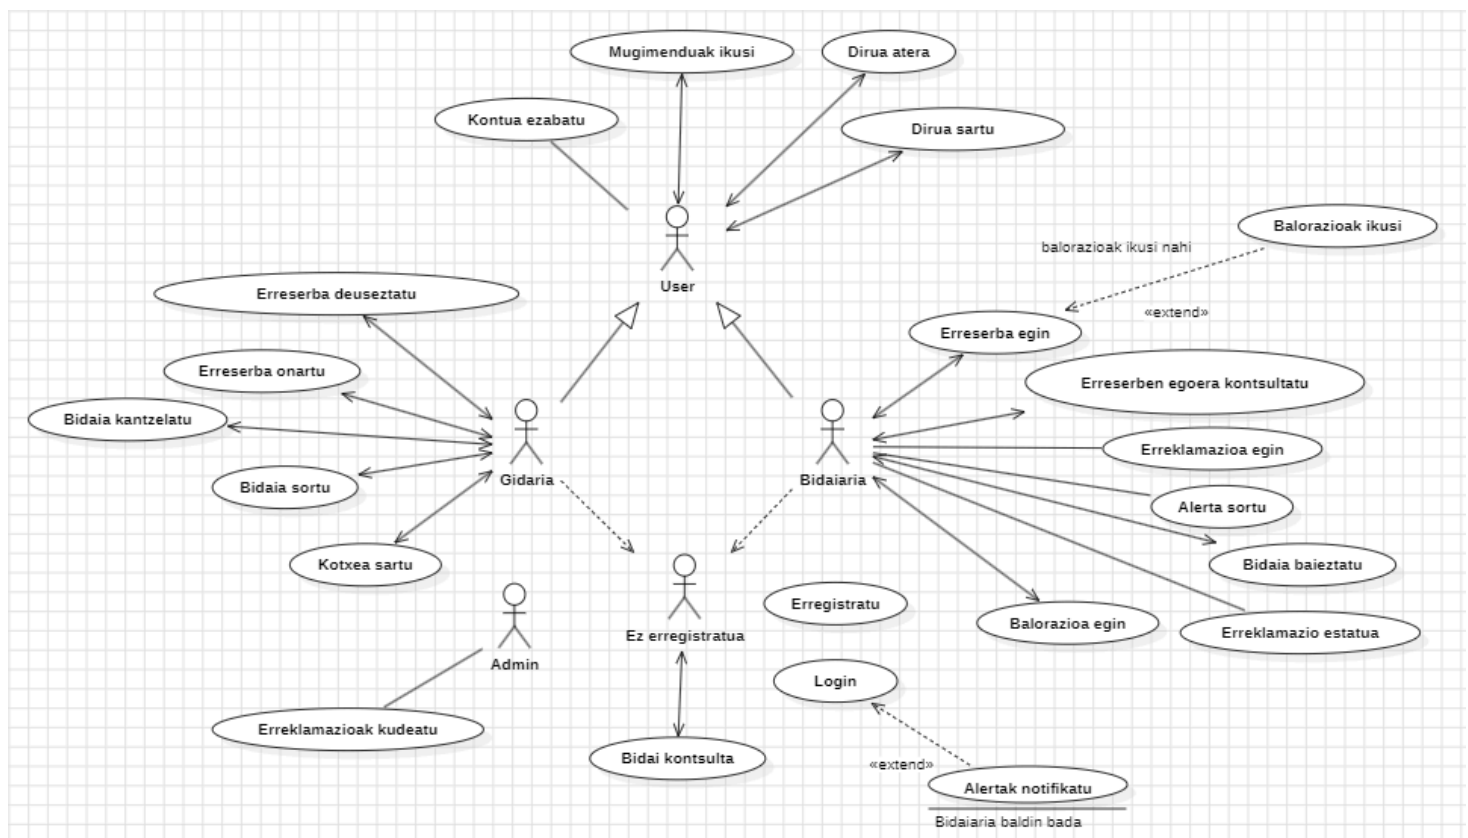 Mugimenduak ikusi
Dirua atera
Kontua ezabatu
Dirua sartu
Balorazioak ikusi
balorazioak ikusi nahi
User
Erreserba deuseztatu
«extend»
Erreserba egin
Erreserba onartu
Erreserben egoera kontsultatu
Bidaia kantzelatu
Erreklamazioa egin
Gidaria
Bidaiaria
Bidaia sortu
Alerta sortu
Kotxea sartu
Bidaia baieztatu
Erregistratu
Balorazioa egin
Ez erregistratua
Erreklamazio estatua
Admin
Login
Erreklamazioak kudeatu
Bidai kontsulta
«extend»
Alertak notifikatu
Bidaiaria baldin bada